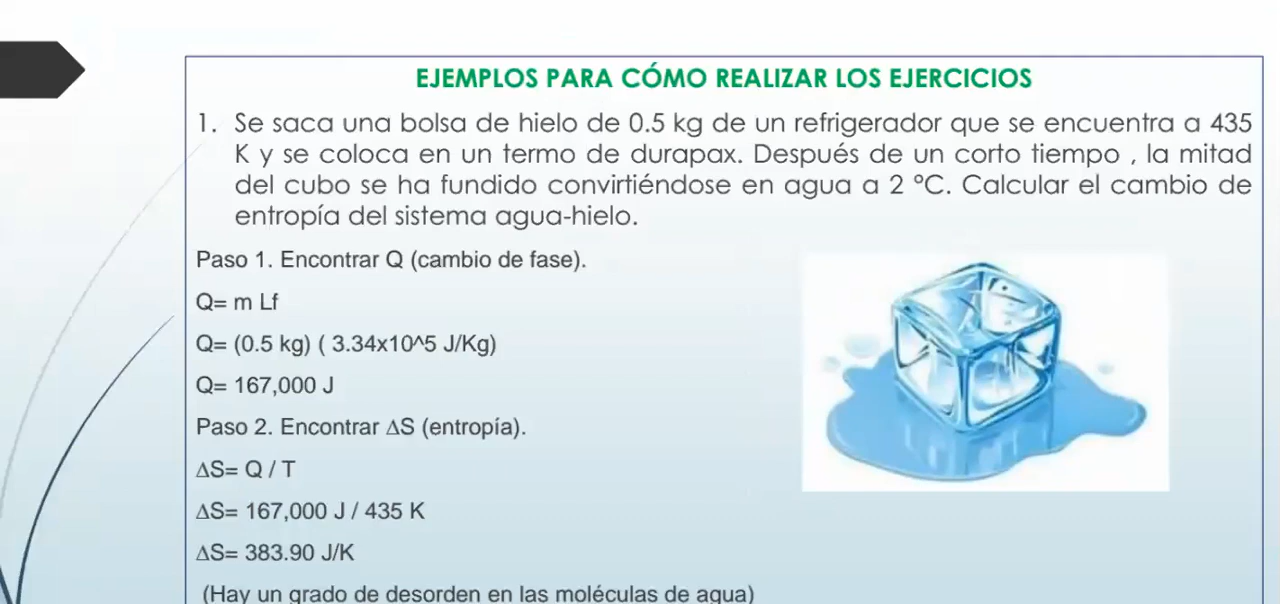 EJEMPLOS PARA CÓMO REALIZAR LOS EJERCICIOS
1. Se saca una bolsa de hielo de 0.5 kg de un refrigerador que se encuentra a 435
K y se coloca en un termo de durapax. Después de un corto tiempo , la mitad
del cubo se ha fundido convirtiéndose en agua a 2 ºC. Calcular el cambio de
entropía del sistema agua-hielo.
Paso 1. Encontrar Q (cambio de fase).
Q= m Lf
Q= (0.5 kg) ( 3.34x10^5 J/Kg)
Q= 167,000 J
Paso 2. Encontrar ∆S (entropía).
∆S= Q / T
∆S= 167,000 J / 435 K
∆S= 383.90 J/K
(Hay un grado de desorden en las moléculas de agua)